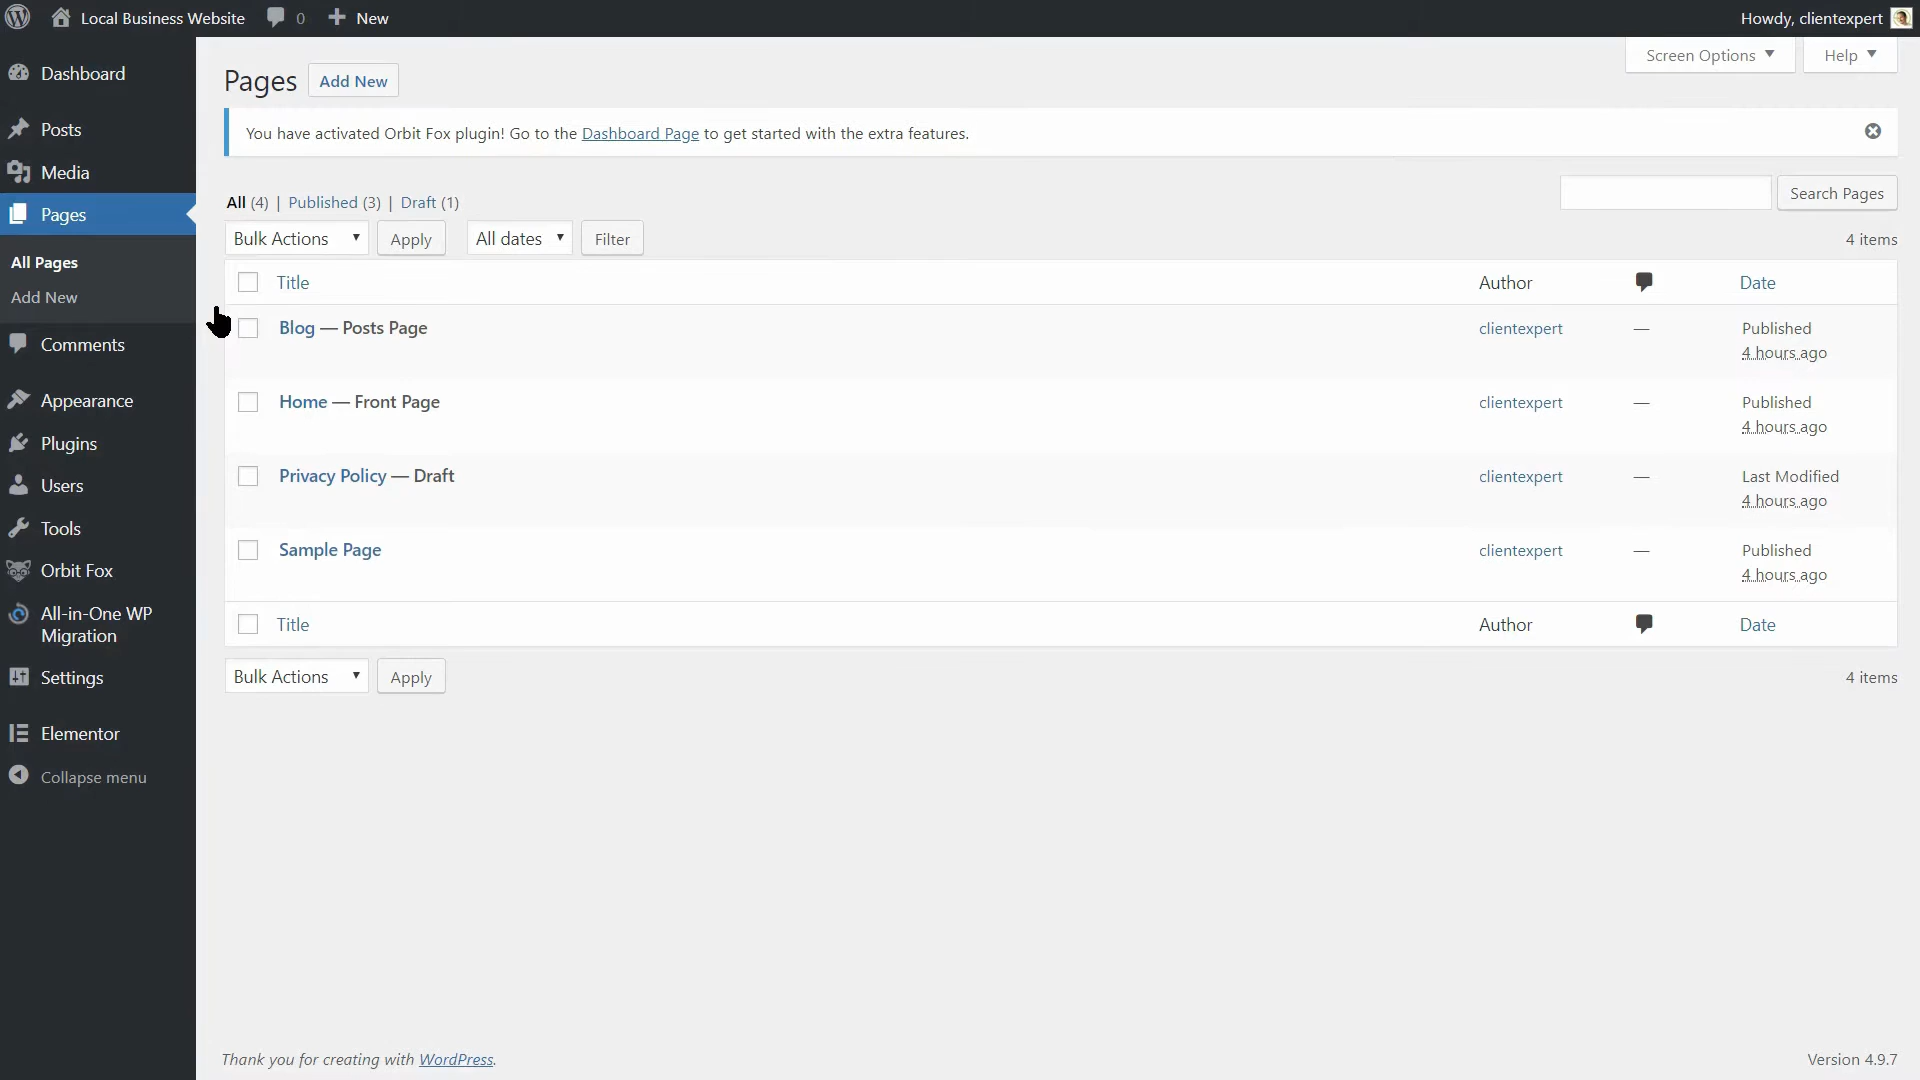 Local Business Website 0 New Howdy, clientexpert
Screen Options Help
Dashboard
Posts
Media
Pages
All Pages
Add New
Comments
Appearance
Plugins
Users
Tools
Orbit Fox
All-in-One WP
Migration
Settings
Elementor
Collapse menu
Pages Add New
You have activated Orbit Fox plugin! Go to the Dashboard Page to get started with the extra features.
All (4) | Published (3) | Draft (1)
Search Pages
Bulk Actions Apply All dates Filter 4 items
Title Author Date
Blog — Posts Page clientexpert — Published
4 hours ago
Home — Front Page clientexpert — Published
4 hours ago
Privacy Policy — Draft clientexpert — Last Modified
4 hours ago
Sample Page clientexpert — Published
4 hours ago
Title Author Date
Bulk Actions Apply 4 items
Thank you for creating with WordPress. Version 4.9.7